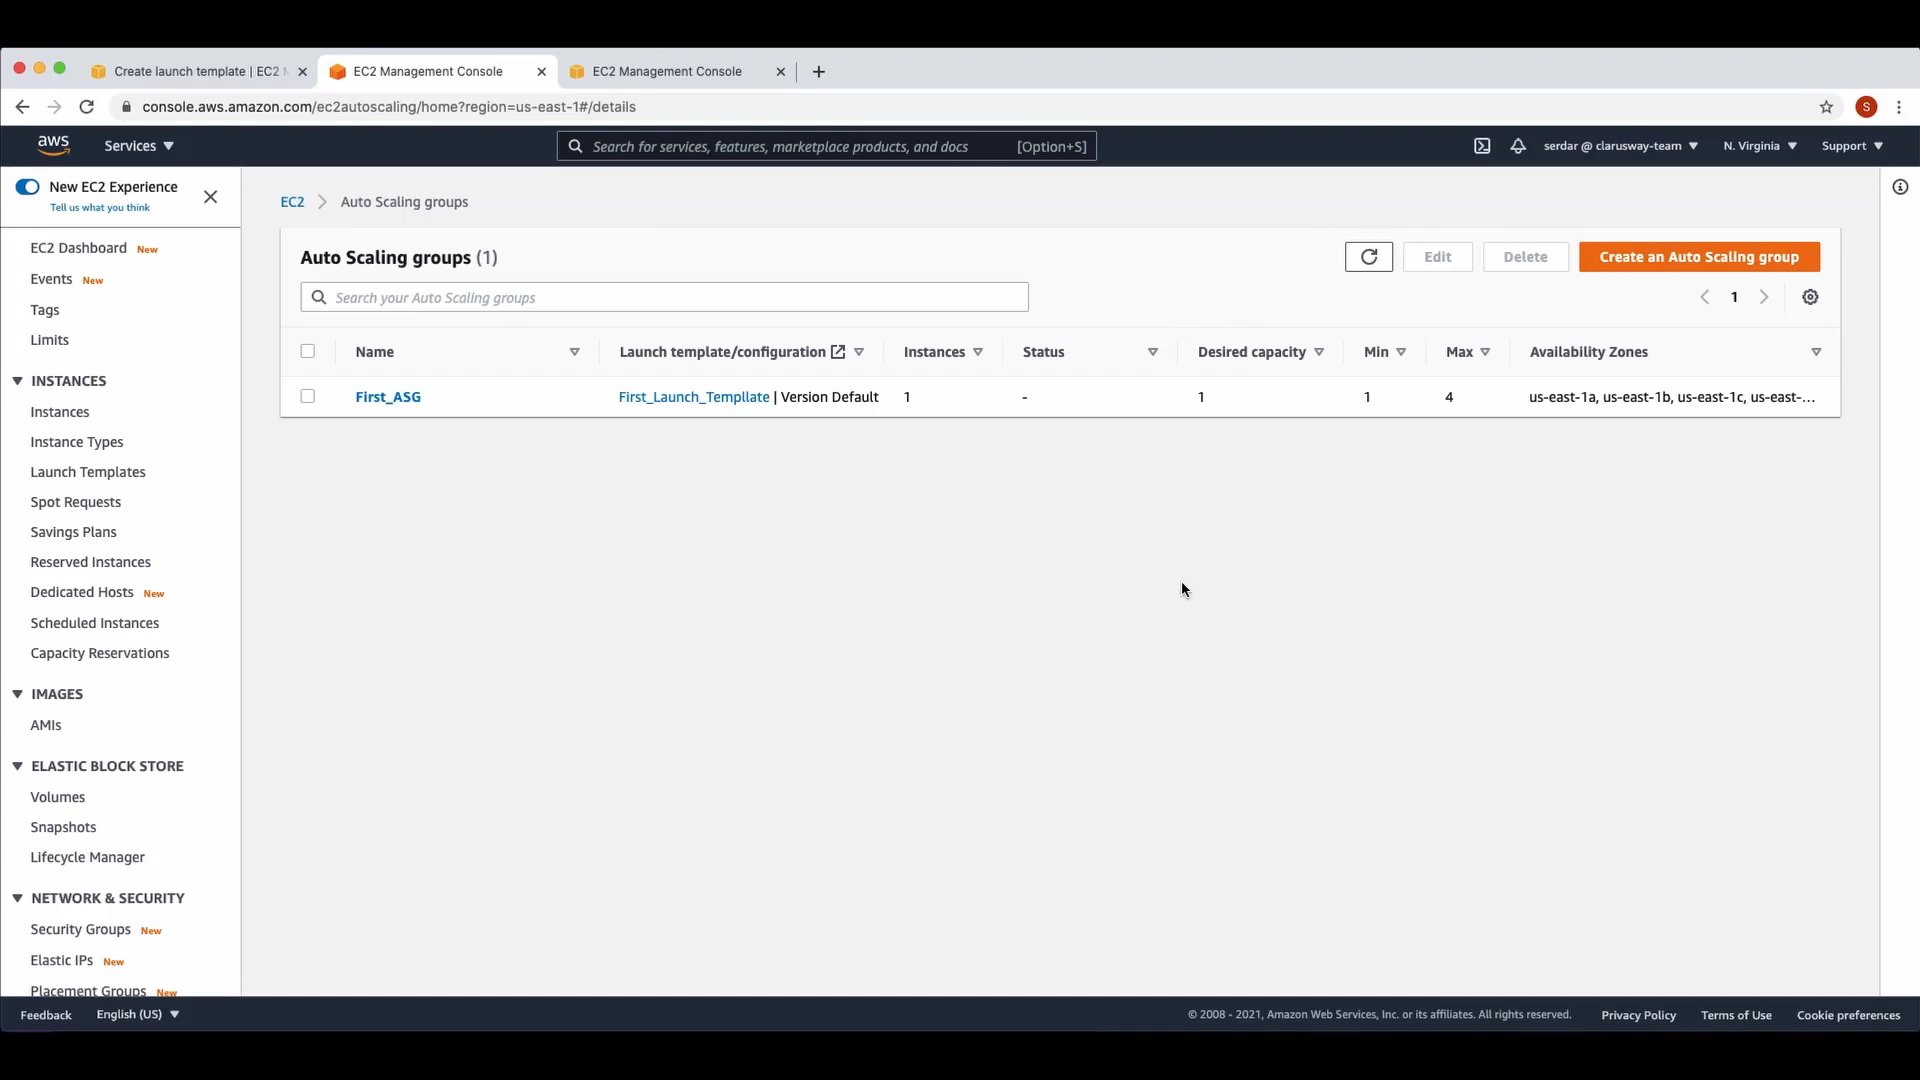 Create launch template | EC2 M
EC2 Management Console
EC2 Management Console
console.aws.amazon.com/ec2autoscaling/home?region=us-east-1#/details
S
aws
Services
Search for services, features, marketplace products, and docs
[Option+S]
serdar @ clarusway-team
N. Virginia
Support
New EC2 Experience
Tell us what you think
EC2 Dashboard New
Events New
Tags
Limits
INSTANCES
Instances
Instance Types
Launch Templates
Spot Requests
Savings Plans
Reserved Instances
Dedicated Hosts New
Scheduled Instances
Capacity Reservations
IMAGES
AMIs
ELASTIC BLOCK STORE
Volumes
Snapshots
Lifecycle Manager
NETWORK & SECURITY
Security Groups New
Elastic IPs New
Placement Groups New
EC2 > Auto Scaling groups
Auto Scaling groups (1)
Edit
Delete
Create an Auto Scaling group
Search your Auto Scaling groups
1
Name
Launch template/configuration
Instances
Status
Desired capacity
Min
Max
Availability Zones
First_ASG
First_Launch_Templlate | Version Default
1
-
1
1
4
us-east-1a, us-east-1b, us-east-1c, us-east-...
Feedback
English (US)
© 2008 - 2021, Amazon Web Services, Inc. or its affiliates. All rights reserved.
Privacy Policy
Terms of Use
Cookie preferences